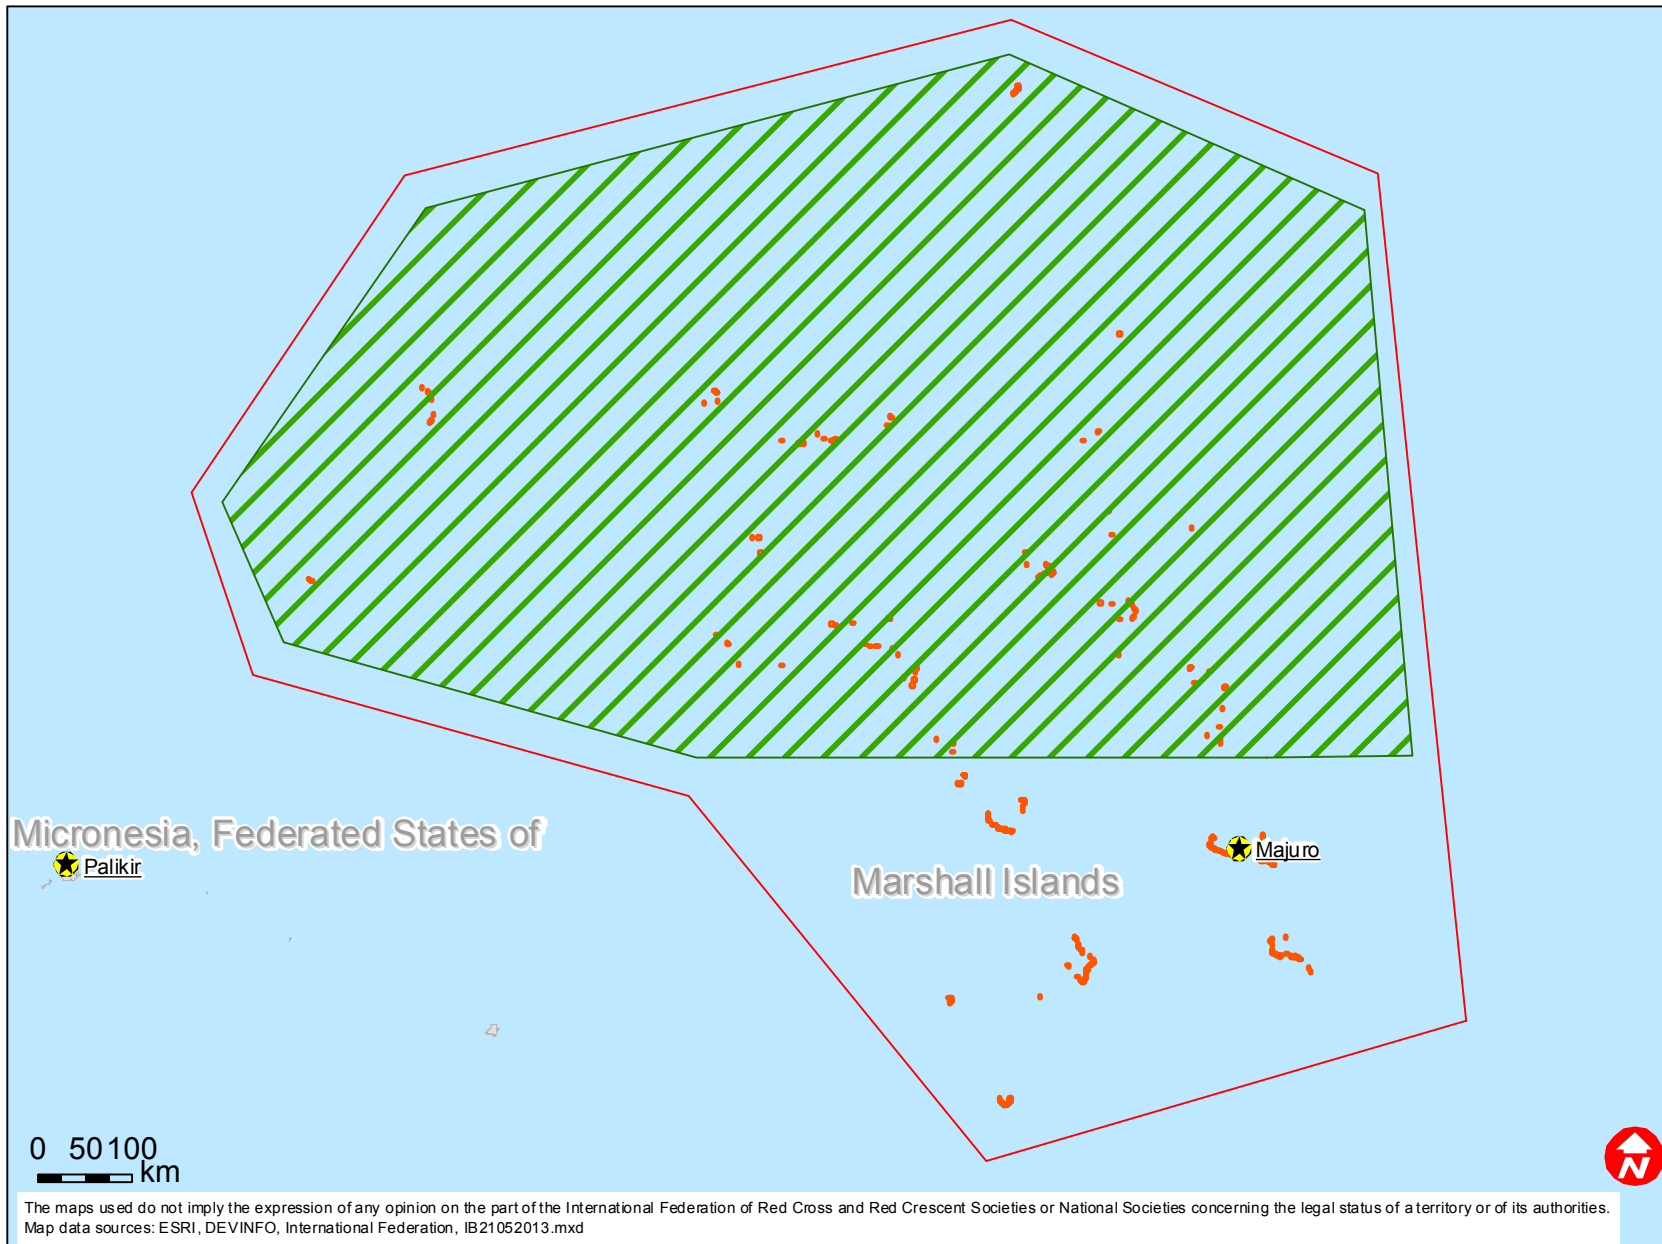 Micronesia, Federated States of
Palikir
Majuro
Marshall Islands
0 50 100
km
N
The maps used do not imply the expression of any opinion on the part of the International Federation of Red Cross and Red Crescent Societies or National Societies concerning the legal status of a territory or of its authorities.
Map data sources: ESRI, DEVINFO, International Federation, IB21052013.mxd